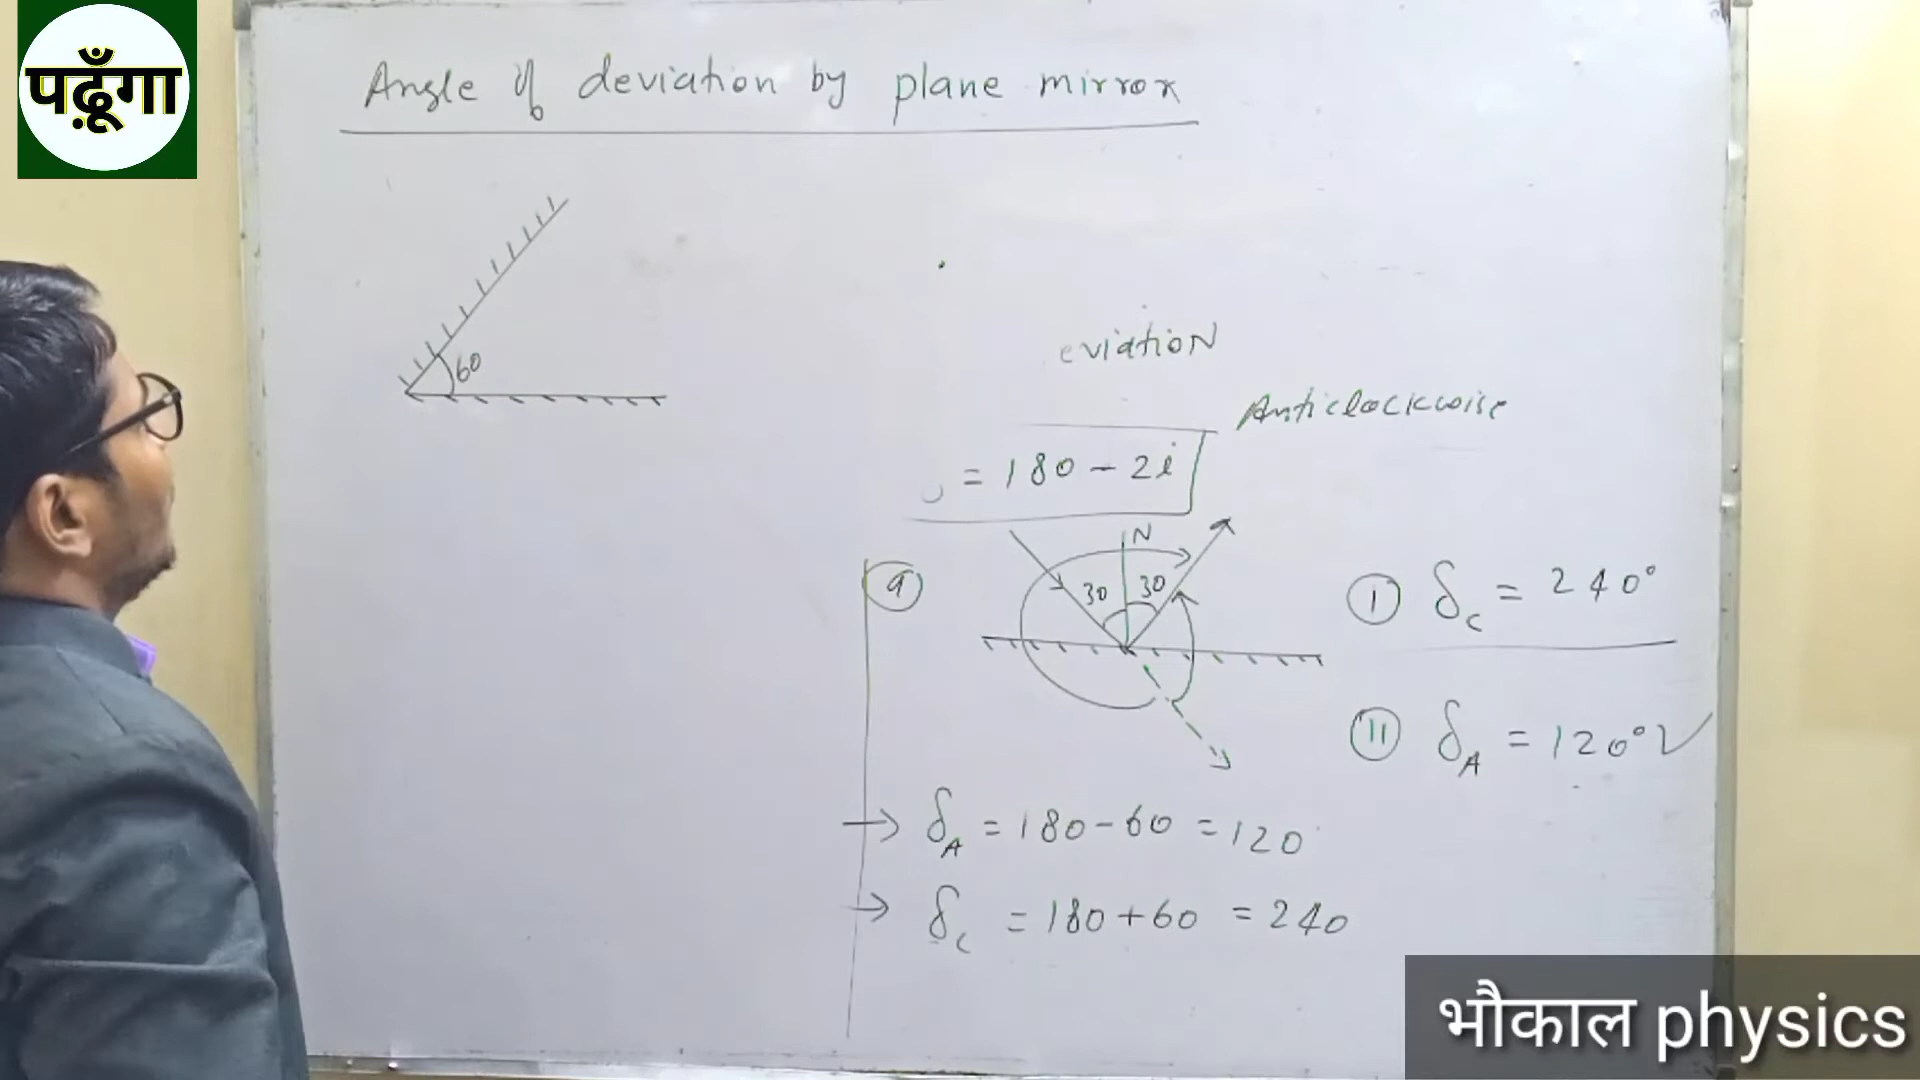 पढ़ूँगा
Angle of deviation by plane mirror
60
eviation
Anticlockwise
= 180 - 2i
N
a
30 30
I δc = 240°
II δA = 120°
→ δA = 180 - 60 = 120
→ δc = 180 + 60 = 240
भौकाल physics